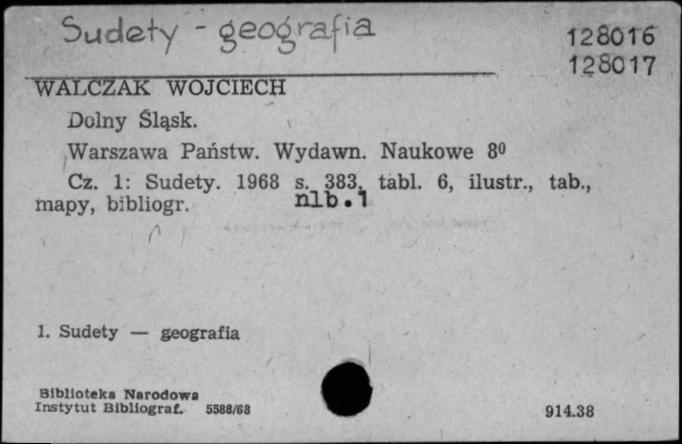 Sudety - geografia
128016
128017
WALCZAK WOJCIECH
Dolny Śląsk.
Warszawa Państw. Wydawn. Naukowe 8⁰
Cz. 1: Sudety. 1968 s. 383, tabl. 6, ilustr., tab.,
nlb.1
mapy, bibliogr.
1. Sudety — geografia
Biblioteka Narodowa
Instytut Bibliograf. 5588/68
914.38